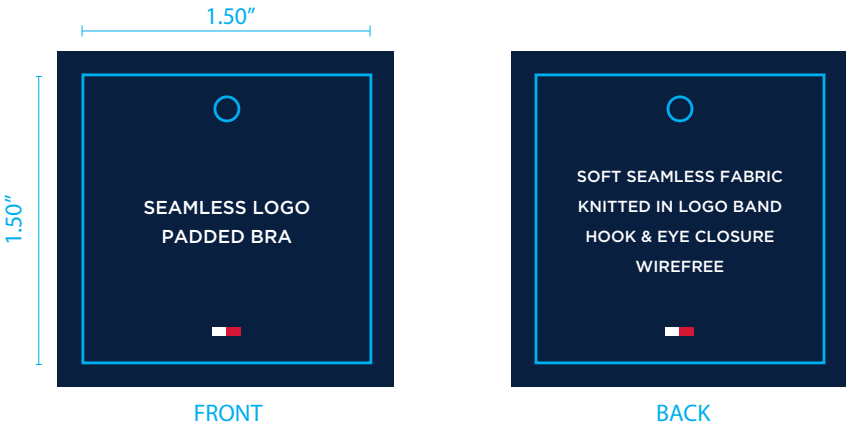 1.50”
1.50”
SEAMLESS LOGO
PADDED BRA
FRONT
SOFT SEAMLESS FABRIC
KNITTED IN LOGO BAND
HOOK & EYE CLOSURE
WIREFREE
BACK